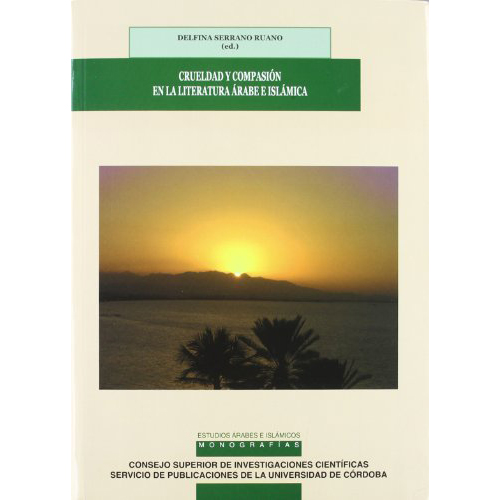 DELFINA SERRANO RUANO
(ed.)
CRUELDAD Y COMPASIÓN
EN LA LITERATURA ÁRABE E ISLÁMICA
ESTUDIOS ÁRABES E ISLÁMICOS
MONOGRAFÍAS
CONSEJO SUPERIOR DE INVESTIGACIONES CIENTÍFICAS
SERVICIO DE PUBLICACIONES DE LA UNIVERSIDAD DE CÓRDOBA